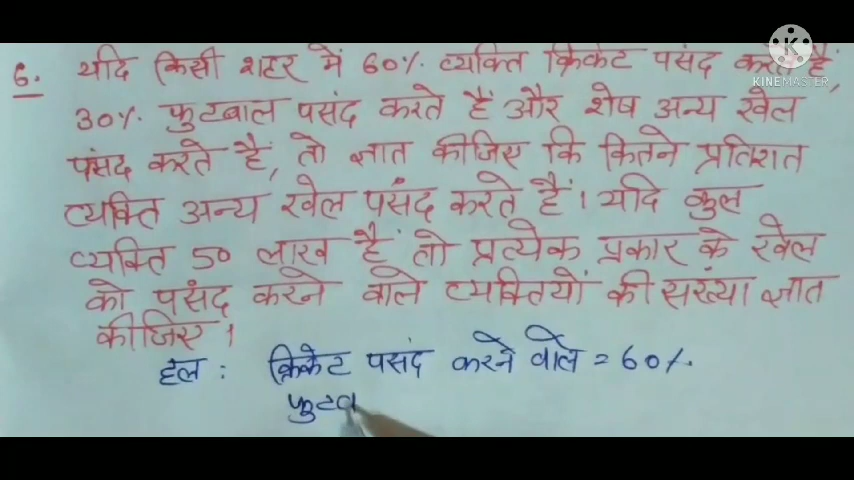 6. यदि किसी शहर में 60% व्यक्ति क्रिकेट पसंद करते हैं,
30% फुटबाल पसंद करते हैं और शेष अन्य खेल
पसंद करते हैं, तो ज्ञात कीजिए कि कितने प्रतिशत
व्यक्ति अन्य खेल पसंद करते हैं। यदि कुल
व्यक्ति 50 लाख हैं तो प्रत्येक प्रकार के खेल
को पसंद करने वाले व्यक्तियों की संख्या ज्ञात
कीजिए।
हल : क्रिकेट पसंद करने वाले = 60%
फुटब
K
KINEMASTER